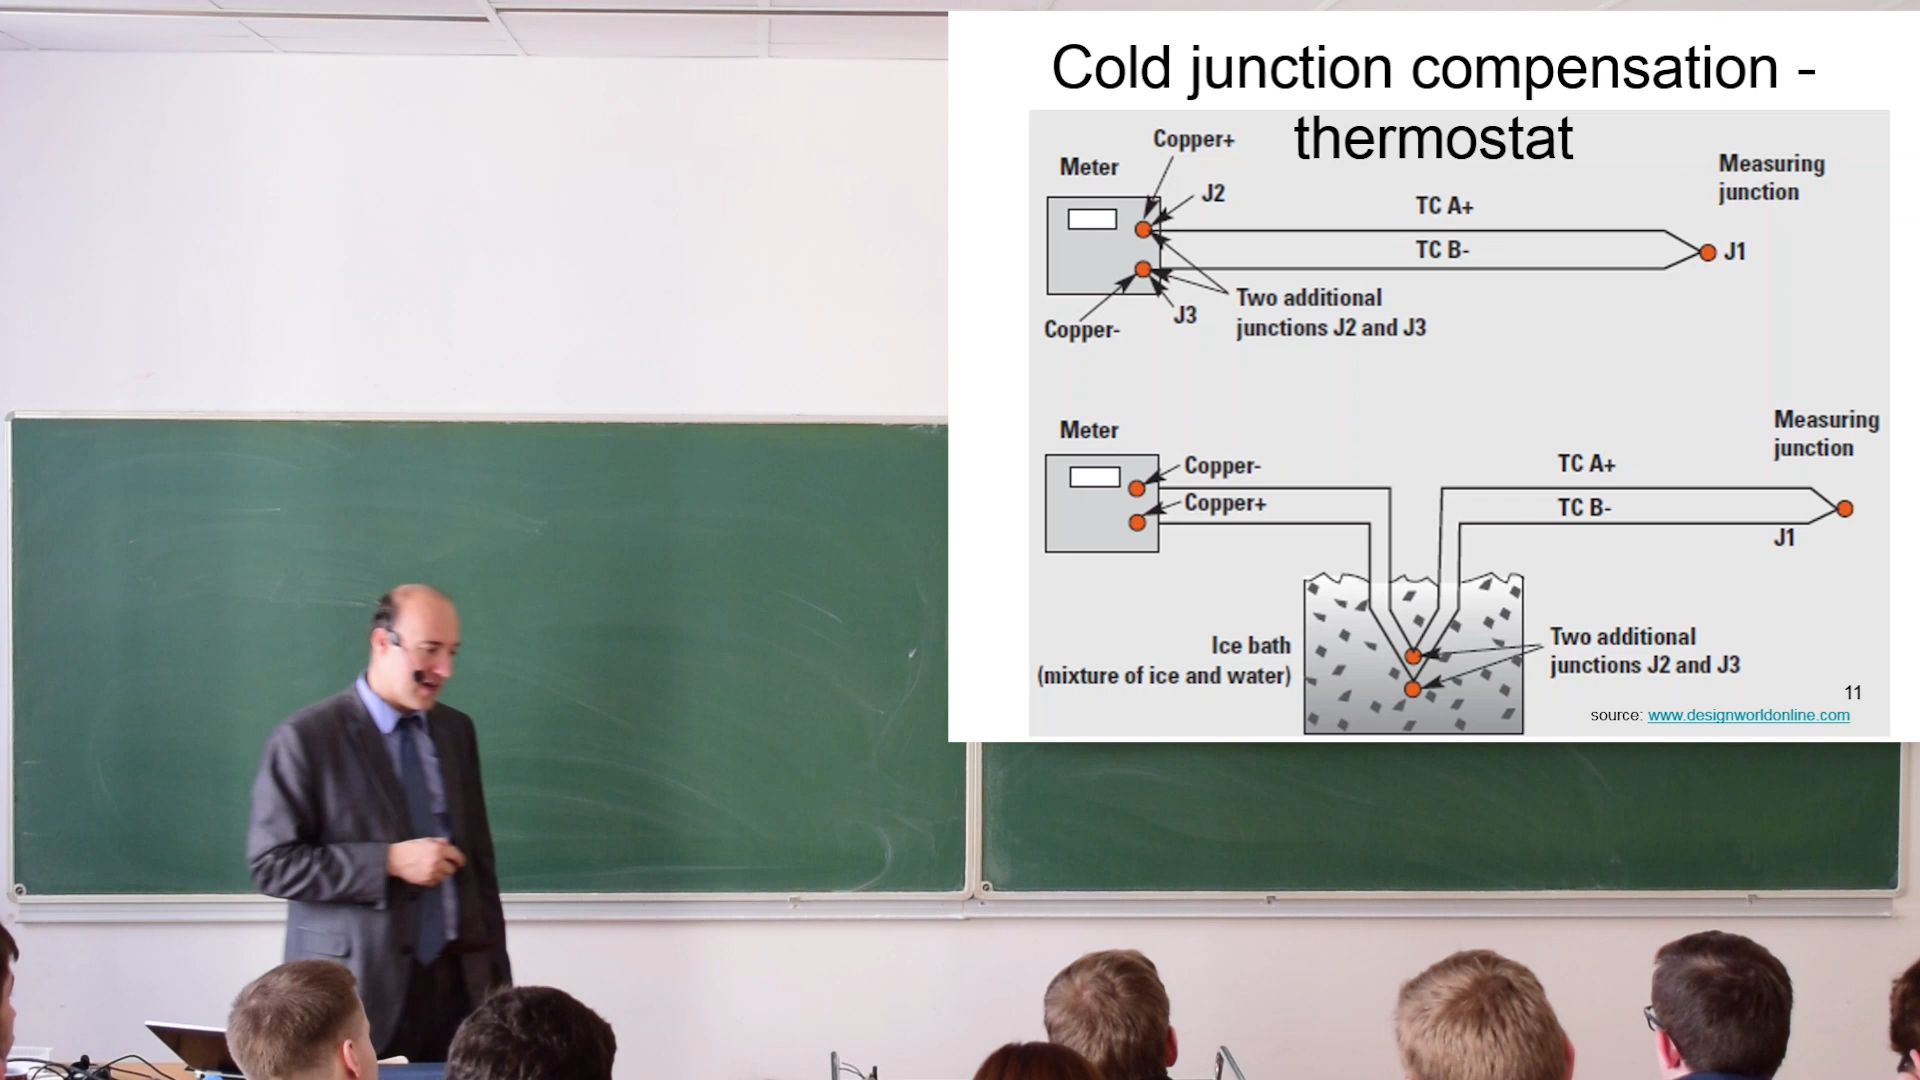 Cold junction compensation -
thermostat
Copper+
Meter
Measuring
junction
J2
TC A+
TC B-
J1
Two additional
junctions J2 and J3
J3
Copper-
Measuring
junction
Meter
Copper-
TC A+
Copper+
TC B-
J1
Ice bath
(mixture of ice and water)
Two additional
junctions J2 and J3
11
source: www.designworldonline.com